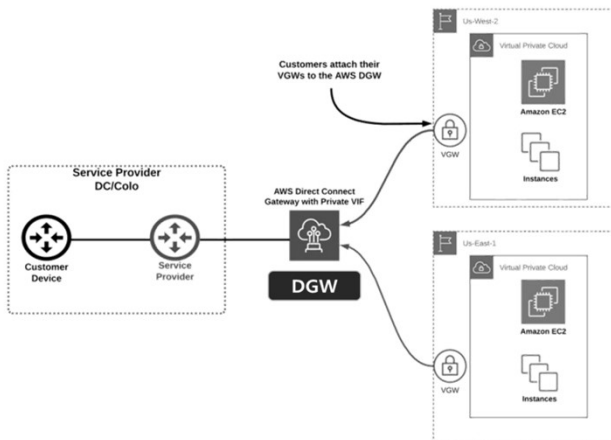 Us-West-2
Virtual Private Cloud
Customers attach their
VGWs to the AWS DGW
Amazon EC2
VGW
Instances
Service Provider
DC/Colo
AWS Direct Connect
Gateway with Private VIF
Customer
Device
Service
Provider
DGW
Us-East-1
Virtual Private Cloud
Amazon EC2
VGW
Instances